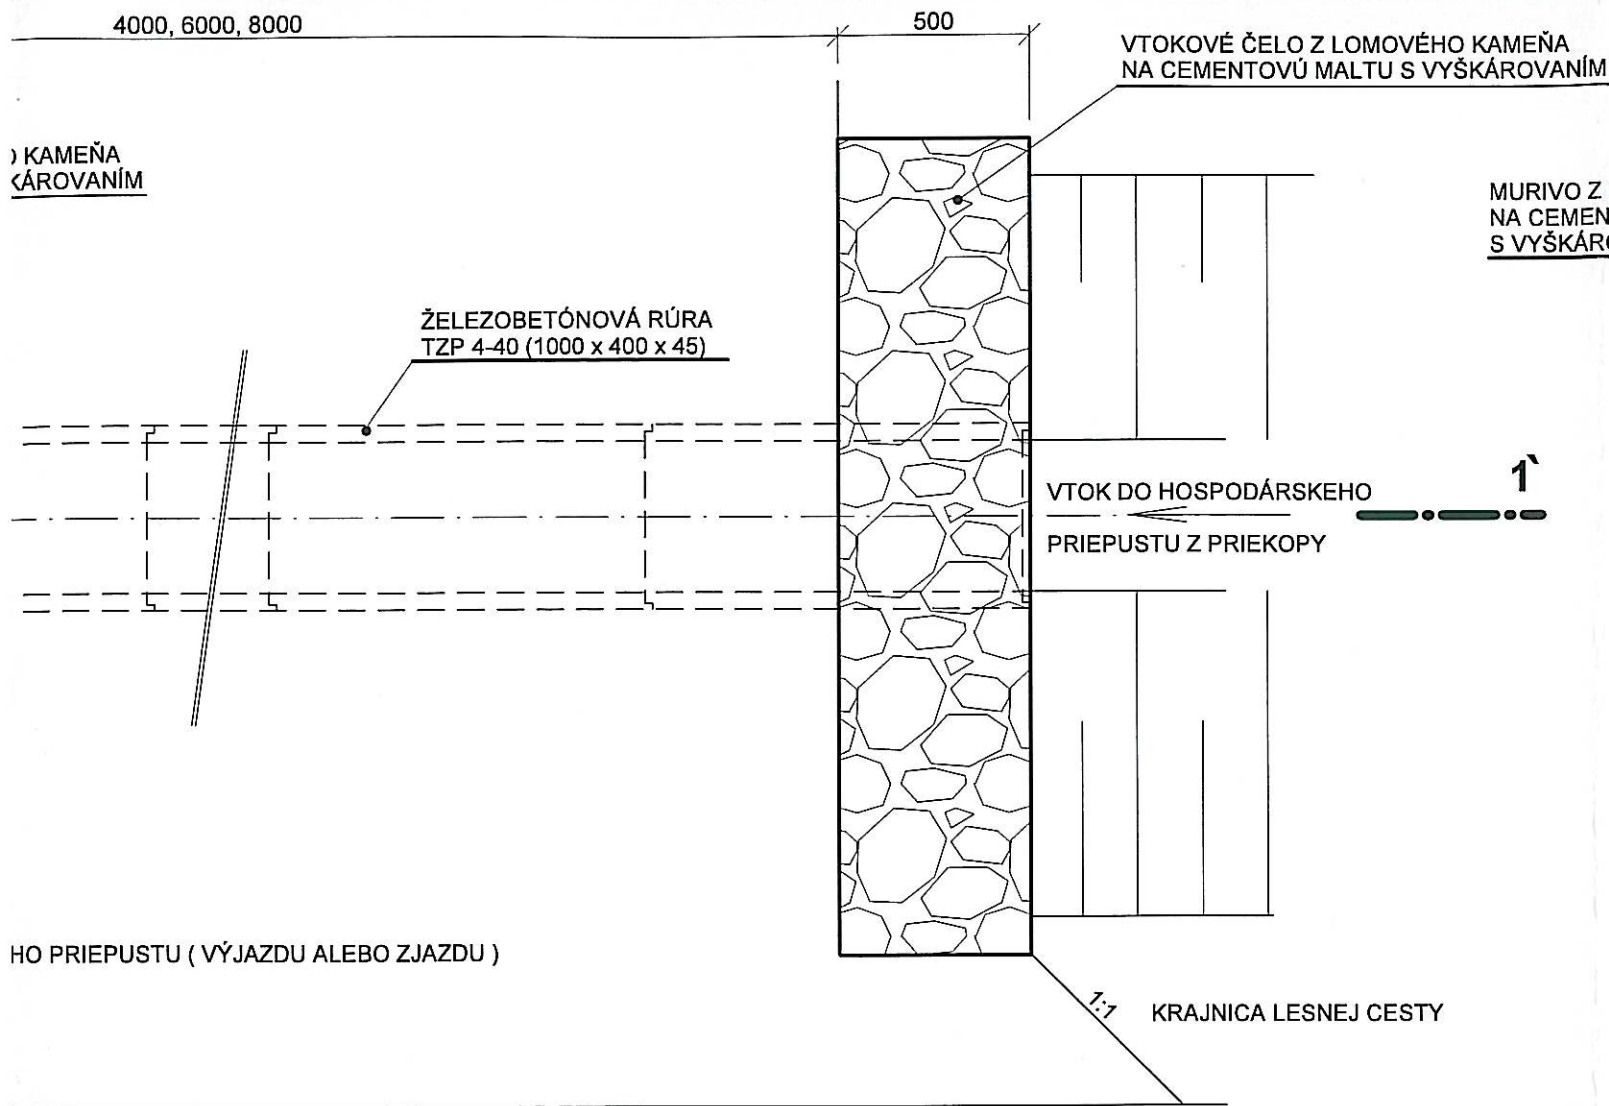 4000, 6000, 8000
500
VTOKOVÉ ČELO Z LOMOVÉHO KAMEŇA
NA CEMENTOVÚ MALTU S VYŠKÁROVANÍM
KAMEŇA
KÁROVANÍM
MURIVO Z
NA CEMEN
S VYŠKÁRO
ŽELEZOBETÓNOVÁ RÚRA
TZP 4-40 (1000 x 400 x 45)
1`
VTOK DO HOSPODÁRSKEHO
PRIEPUSTU Z PRIEKOPY
HO PRIEPUSTU ( VÝJAZDU ALEBO ZJAZDU )
1:1
KRAJNICA LESNEJ CESTY